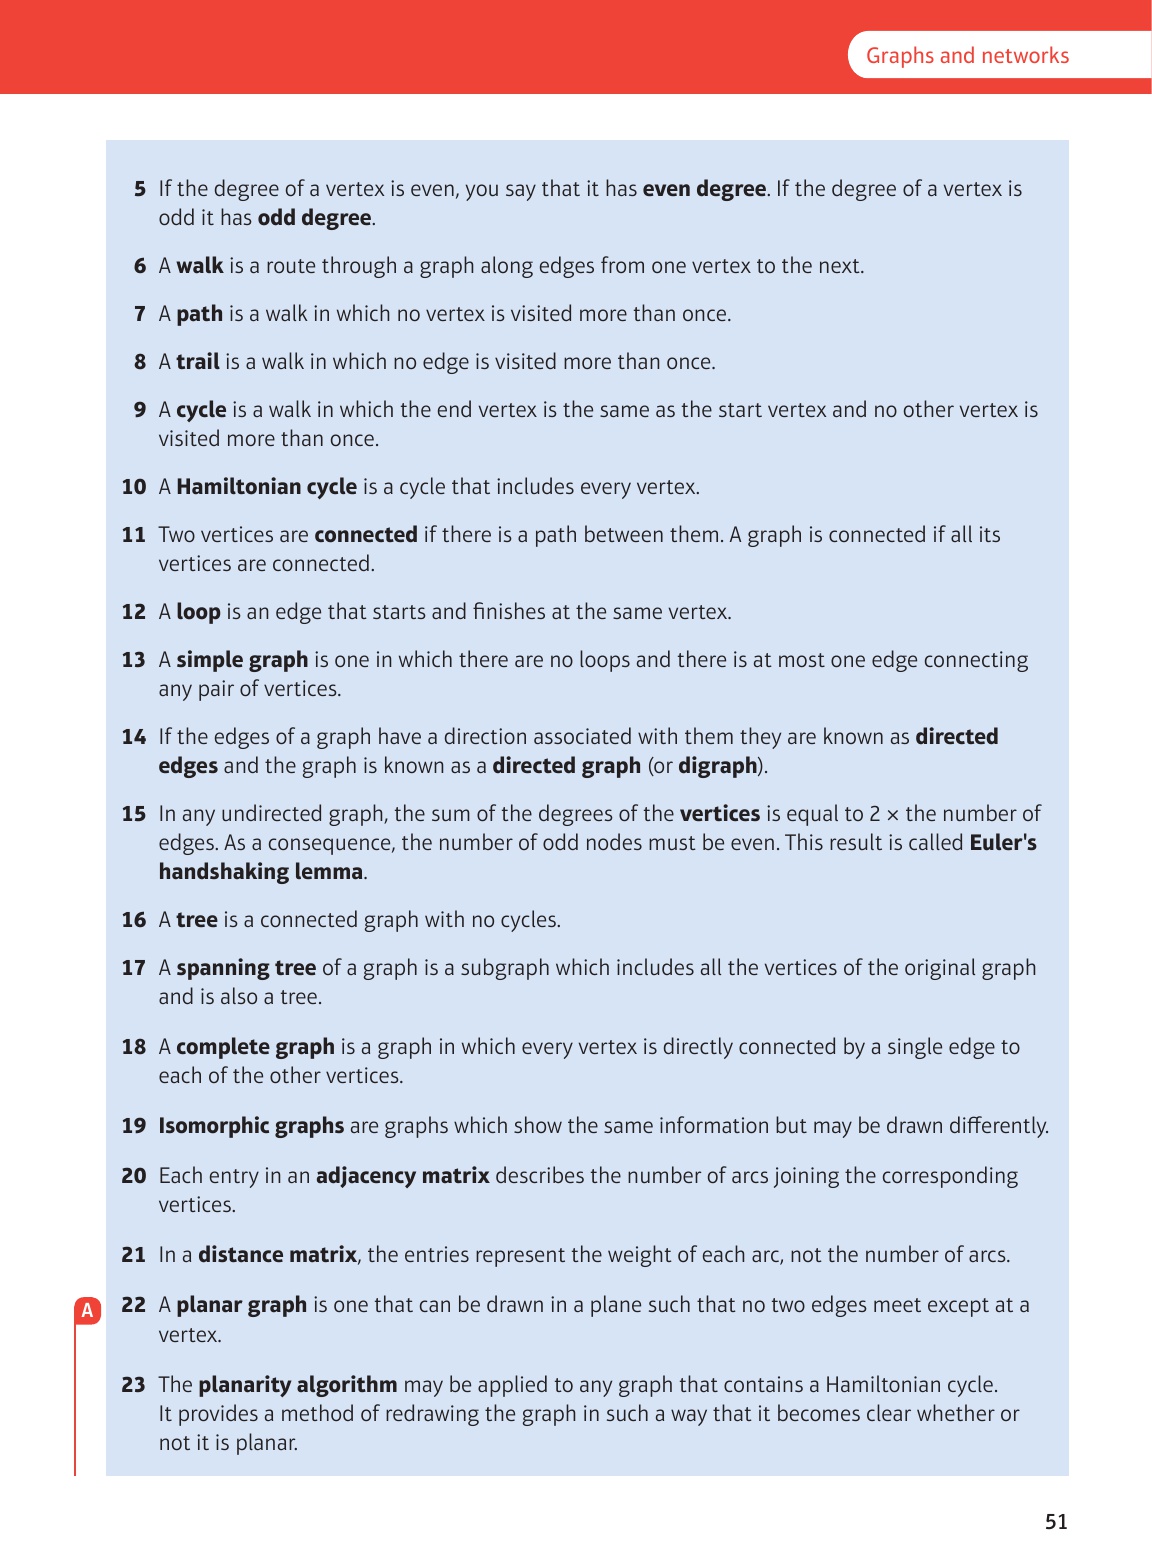 Graphs and networks
5 If the degree of a vertex is even, you say that it has even degree. If the degree of a vertex is
odd it has odd degree.
6 A walk is a route through a graph along edges from one vertex to the next.
7 A path is a walk in which no vertex is visited more than once.
8 A trail is a walk in which no edge is visited more than once.
9 A cycle is a walk in which the end vertex is the same as the start vertex and no other vertex is
visited more than once.
10 A Hamiltonian cycle is a cycle that includes every vertex.
11 Two vertices are connected if there is a path between them. A graph is connected if all its
vertices are connected.
12 A loop is an edge that starts and finishes at the same vertex.
13 A simple graph is one in which there are no loops and there is at most one edge connecting
any pair of vertices.
14 If the edges of a graph have a direction associated with them they are known as directed
edges and the graph is known as a directed graph (or digraph).
15 In any undirected graph, the sum of the degrees of the vertices is equal to 2 × the number of
edges. As a consequence, the number of odd nodes must be even. This result is called Euler's
handshaking lemma.
16 A tree is a connected graph with no cycles.
17 A spanning tree of a graph is a subgraph which includes all the vertices of the original graph
and is also a tree.
18 A complete graph is a graph in which every vertex is directly connected by a single edge to
each of the other vertices.
19 Isomorphic graphs are graphs which show the same information but may be drawn differently.
20 Each entry in an adjacency matrix describes the number of arcs joining the corresponding
vertices.
21 In a distance matrix, the entries represent the weight of each arc, not the number of arcs.
A
22 A planar graph is one that can be drawn in a plane such that no two edges meet except at a
vertex.
23 The planarity algorithm may be applied to any graph that contains a Hamiltonian cycle.
It provides a method of redrawing the graph in such a way that it becomes clear whether or
not it is planar.
51